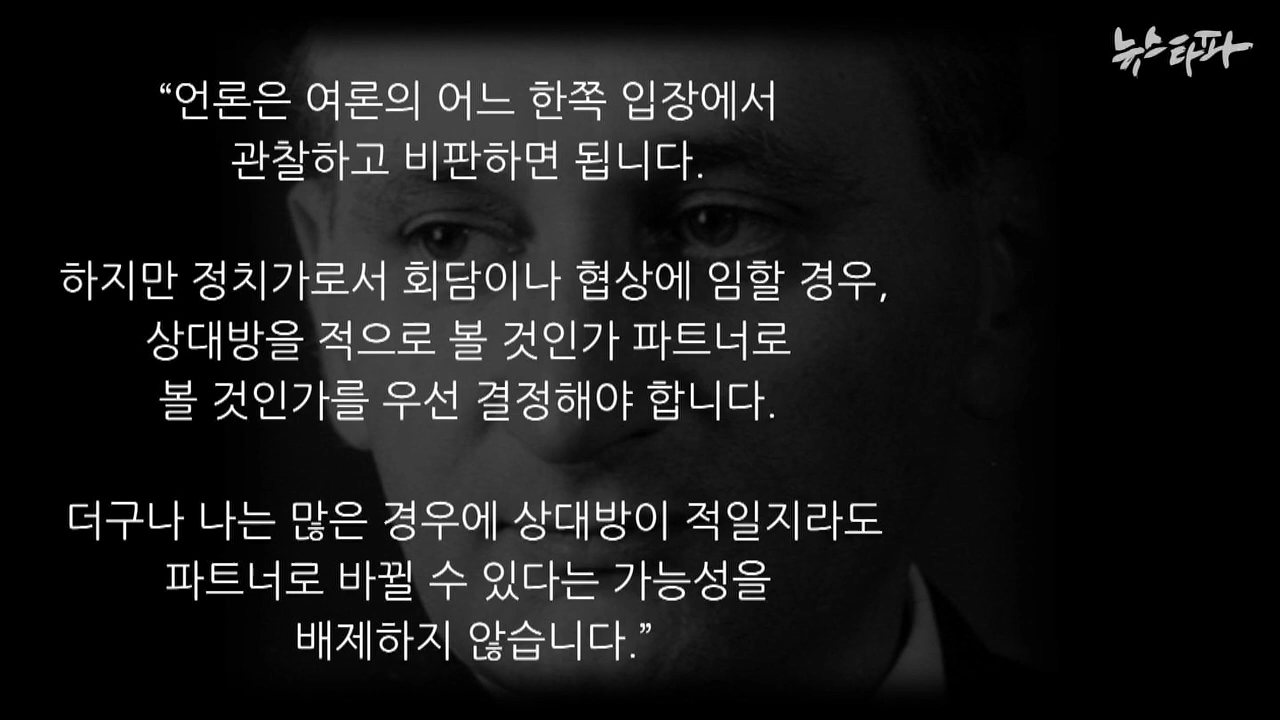 뉴스타파
“언론은 여론의 어느 한쪽 입장에서
관찰하고 비판하면 됩니다.
하지만 정치가로서 회담이나 협상에 임할 경우,
상대방을 적으로 볼 것인가 파트너로
볼 것인가를 우선 결정해야 합니다.
더구나 나는 많은 경우에 상대방이 적일지라도
파트너로 바뀔 수 있다는 가능성을
배제하지 않습니다.”